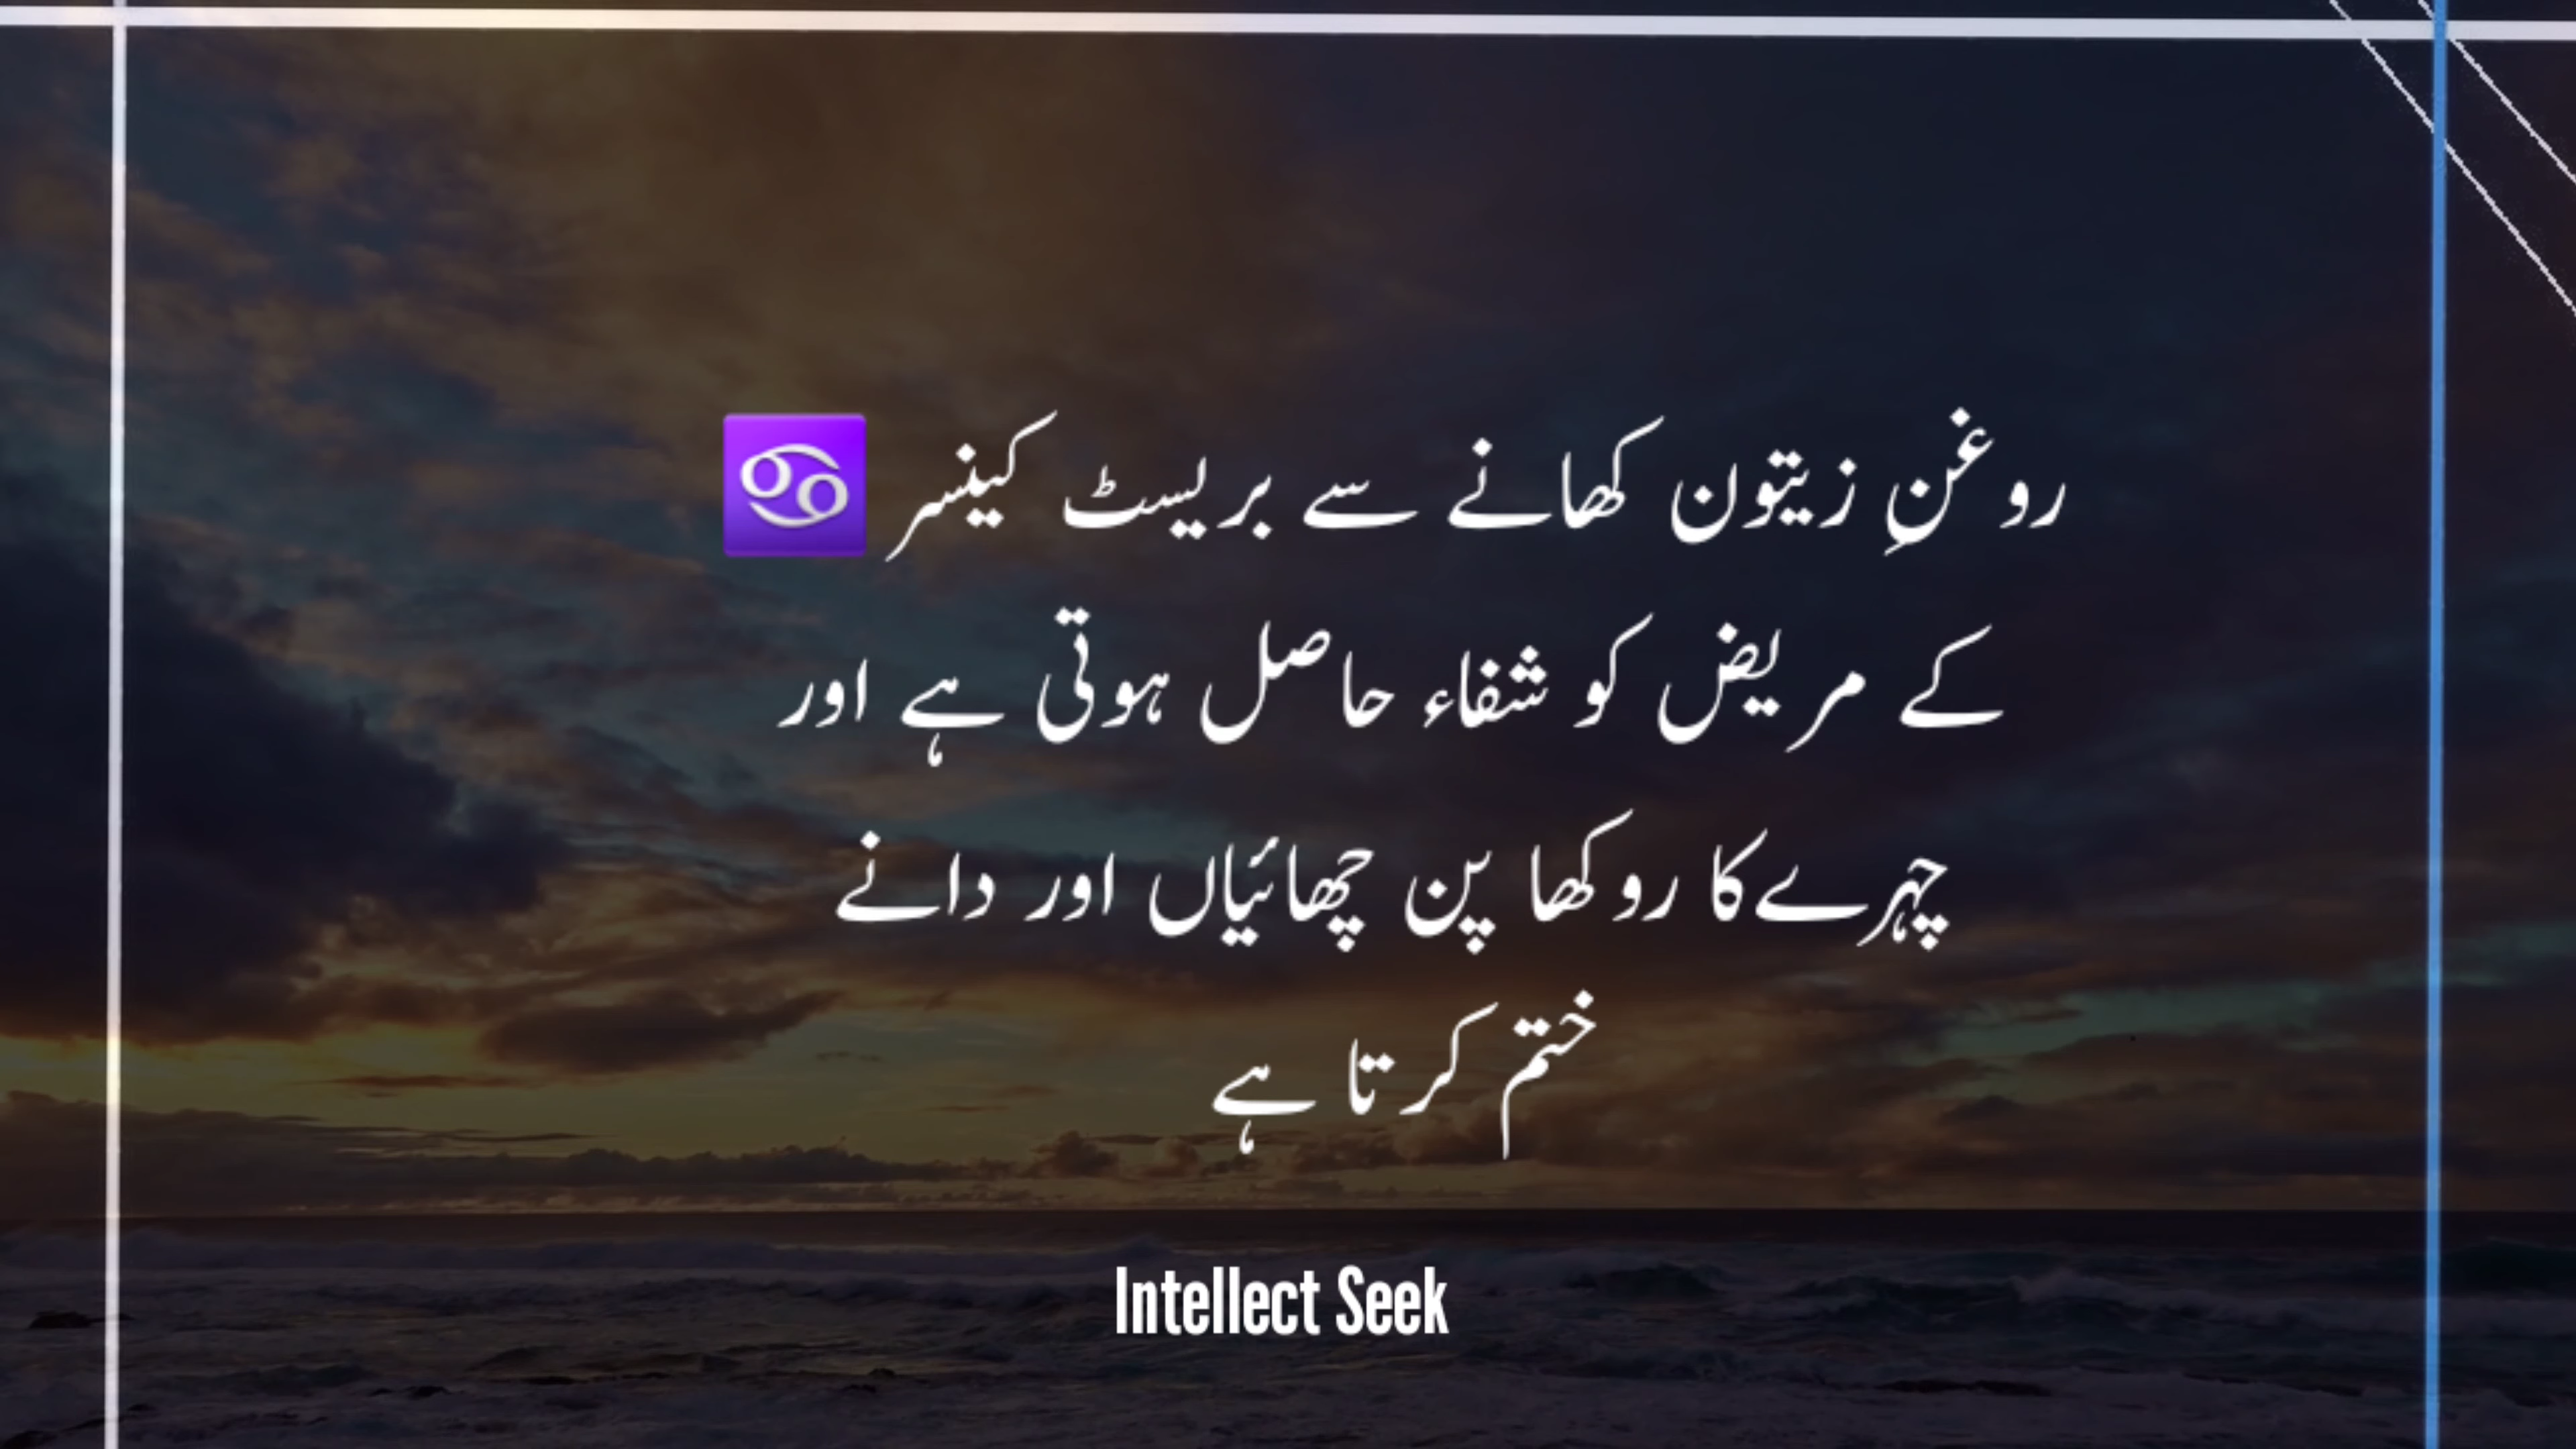 روغنِ زیتون کھانے سے بریسٹ کینسر ♋
کے مریض کو شفاء حاصل ہوتی ہے اور
چہرے کا روکھا پن چھائیاں اور دانے
ختم کرتا ہے
Intellect Seek